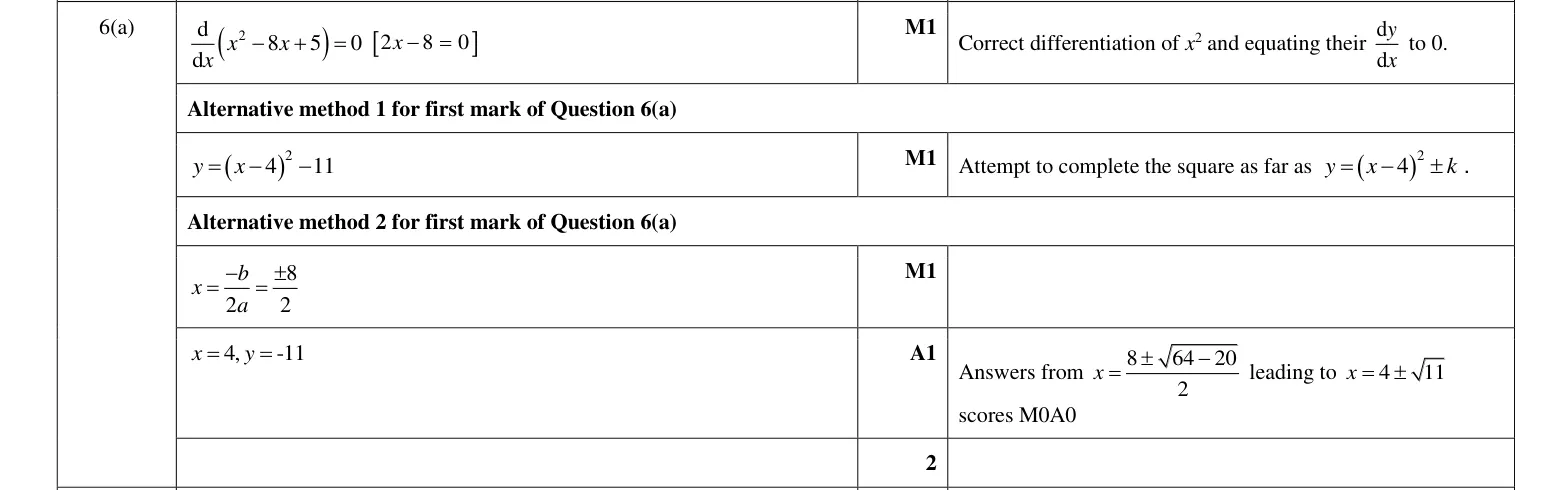 6(a)
d/dx (x² − 8x + 5) = 0 [2x − 8 = 0]
M1
Correct differentiation of x² and equating their dy/dx to 0.
Alternative method 1 for first mark of Question 6(a)
y = (x − 4)² − 11
M1
Attempt to complete the square as far as y = (x − 4)² ± k .
Alternative method 2 for first mark of Question 6(a)
x = −b/2a = ±8/2
M1
x = 4, y = -11
A1
Answers from x = (8 ± √(64 − 20))/2 leading to x = 4 ± √11
scores M0A0
2